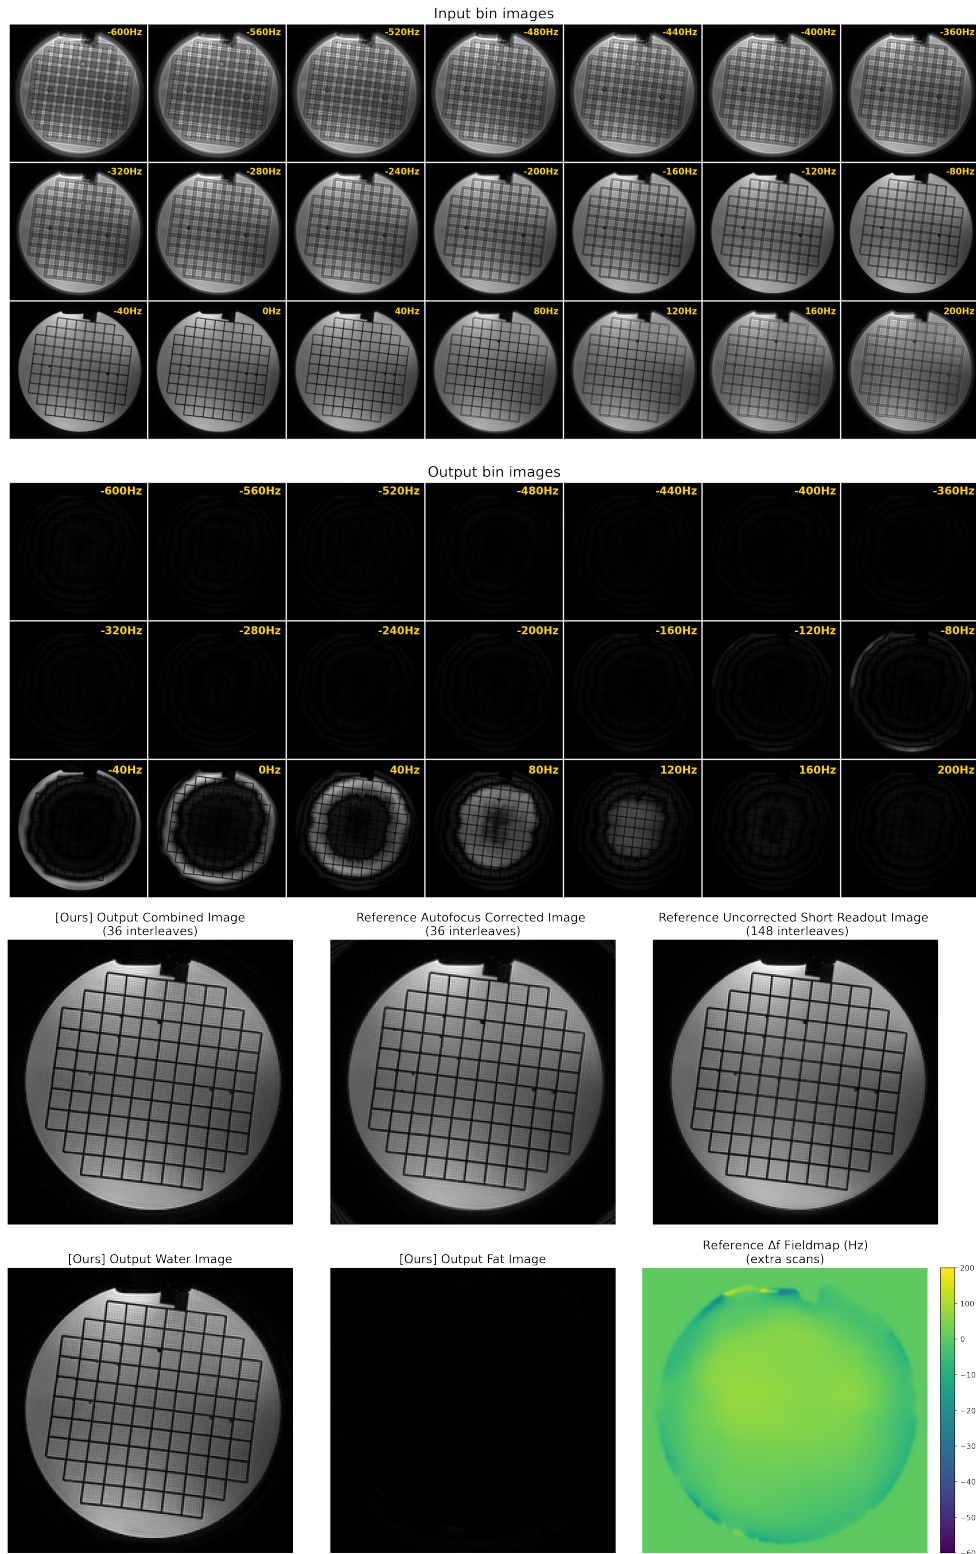 Input bin images
-600Hz -560Hz -520Hz -480Hz -440Hz -400Hz -360Hz
-320Hz -280Hz -240Hz -200Hz -160Hz -120Hz -80Hz
-40Hz 0Hz 40Hz 80Hz 120Hz 160Hz 200Hz
Output bin images
-600Hz -560Hz -520Hz -480Hz -440Hz -400Hz -360Hz
-320Hz -280Hz -240Hz -200Hz -160Hz -120Hz -80Hz
-40Hz 0Hz 40Hz 80Hz 120Hz 160Hz 200Hz
[Ours] Output Combined Image
(36 interleaves)
Reference Autofocus Corrected Image
(36 interleaves)
Reference Uncorrected Short Readout Image
(148 interleaves)
[Ours] Output Water Image
[Ours] Output Fat Image
Reference Δf Fieldmap (Hz)
(extra scans)
200
100
0